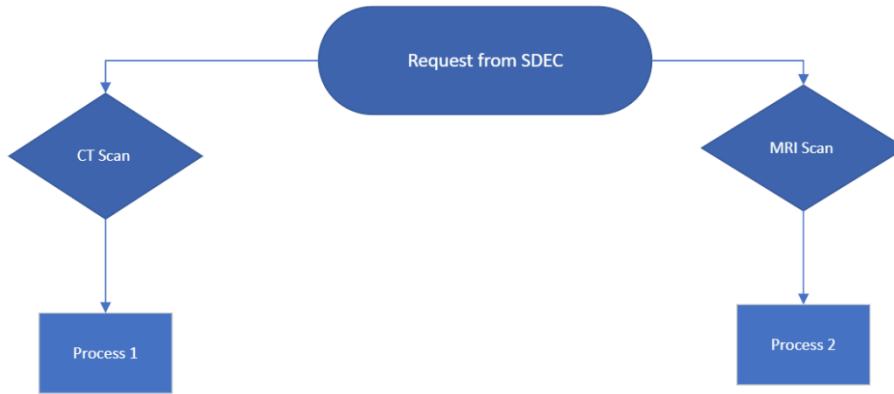 Request from SDEC
CT Scan
MRI Scan
Process 1
Process 2